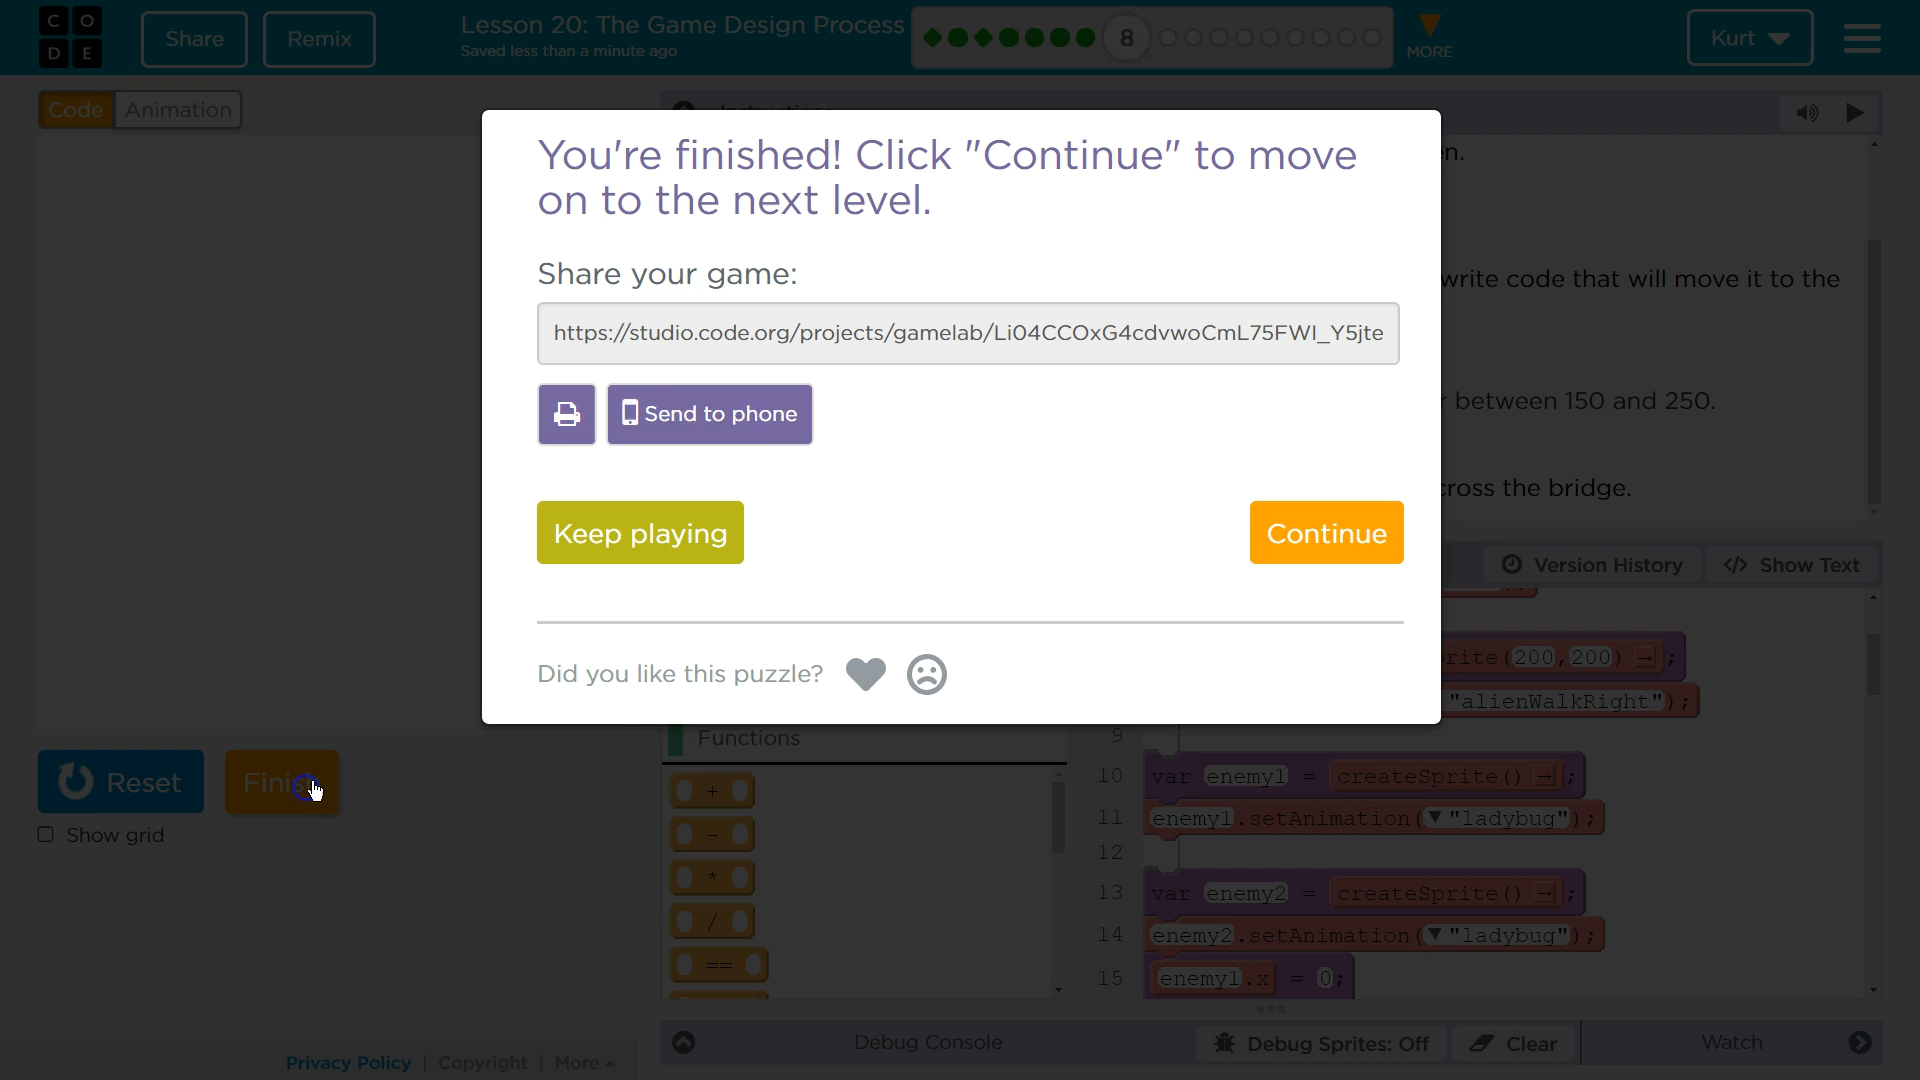 CODE
Share
Remix
Lesson 20: The Game Design Process
Saved less than a minute ago
8
MORE
Kurt
Code
Animation
You're finished! Click "Continue" to move
on to the next level.
Share your game:
https://studio.code.org/projects/gamelab/Li04CCOxG4cdvwoCmL75FWI_Y5jte
Send to phone
Keep playing
Continue
Did you like this puzzle?
write code that will move it to the
between 150 and 250.
cross the bridge.
Version History
</> Show Text
(200,200) → ;
"alienWalkRight");
Functions
+
-
*
/
==
9
10 var enemy1 = createSprite() → ;
11 enemy1.setAnimation( ▼ "ladybug");
12
13 var enemy2 = createSprite() → ;
14 enemy2.setAnimation( ▼ "ladybug");
15 enemy1.x = 0;
Reset
Finish
Show grid
Debug Console
Debug Sprites: Off
Clear
Watch
Privacy Policy | Copyright | More